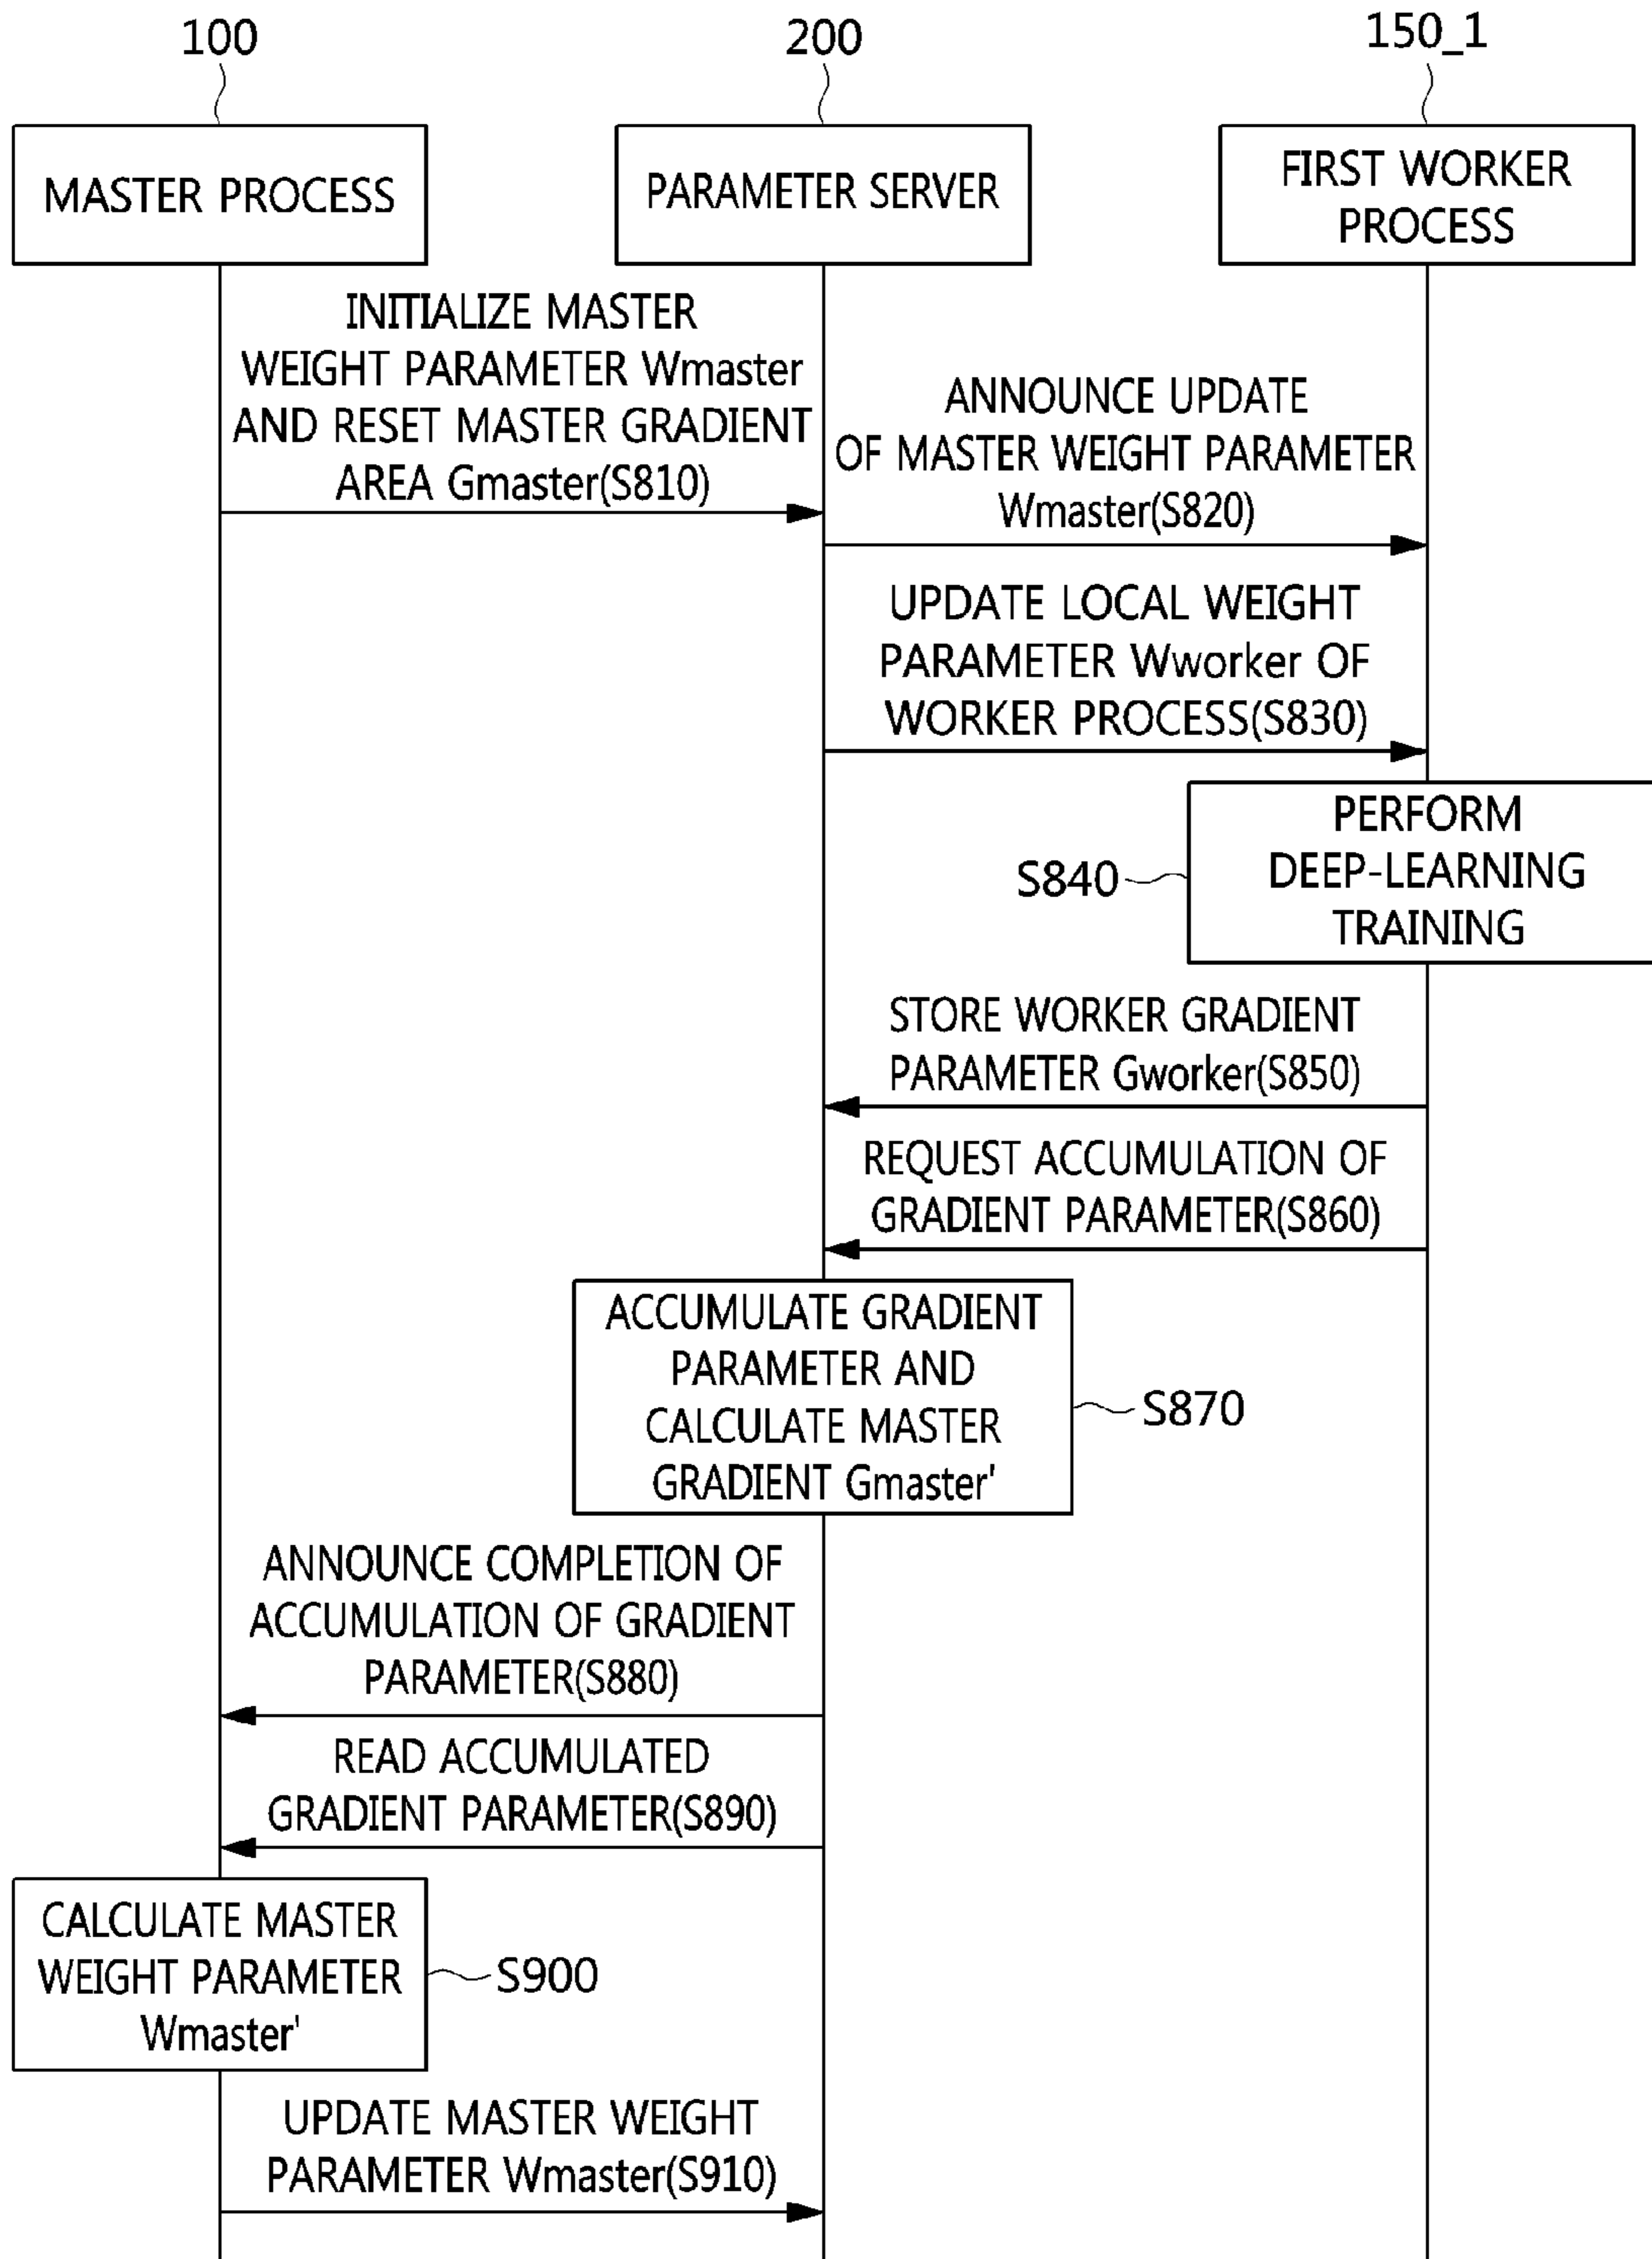 100
200
150_1
MASTER PROCESS
PARAMETER SERVER
FIRST WORKER
PROCESS
INITIALIZE MASTER
WEIGHT PARAMETER Wmaster
AND RESET MASTER GRADIENT
AREA Gmaster(S810)
ANNOUNCE UPDATE
OF MASTER WEIGHT PARAMETER
Wmaster(S820)
UPDATE LOCAL WEIGHT
PARAMETER Wworker OF
WORKER PROCESS(S830)
S840
PERFORM
DEEP-LEARNING
TRAINING
STORE WORKER GRADIENT
PARAMETER Gworker(S850)
REQUEST ACCUMULATION OF
GRADIENT PARAMETER(S860)
ACCUMULATE GRADIENT
PARAMETER AND
CALCULATE MASTER
GRADIENT Gmaster'
S870
ANNOUNCE COMPLETION OF
ACCUMULATION OF GRADIENT
PARAMETER(S880)
READ ACCUMULATED
GRADIENT PARAMETER(S890)
CALCULATE MASTER
WEIGHT PARAMETER
Wmaster'
S900
UPDATE MASTER WEIGHT
PARAMETER Wmaster(S910)